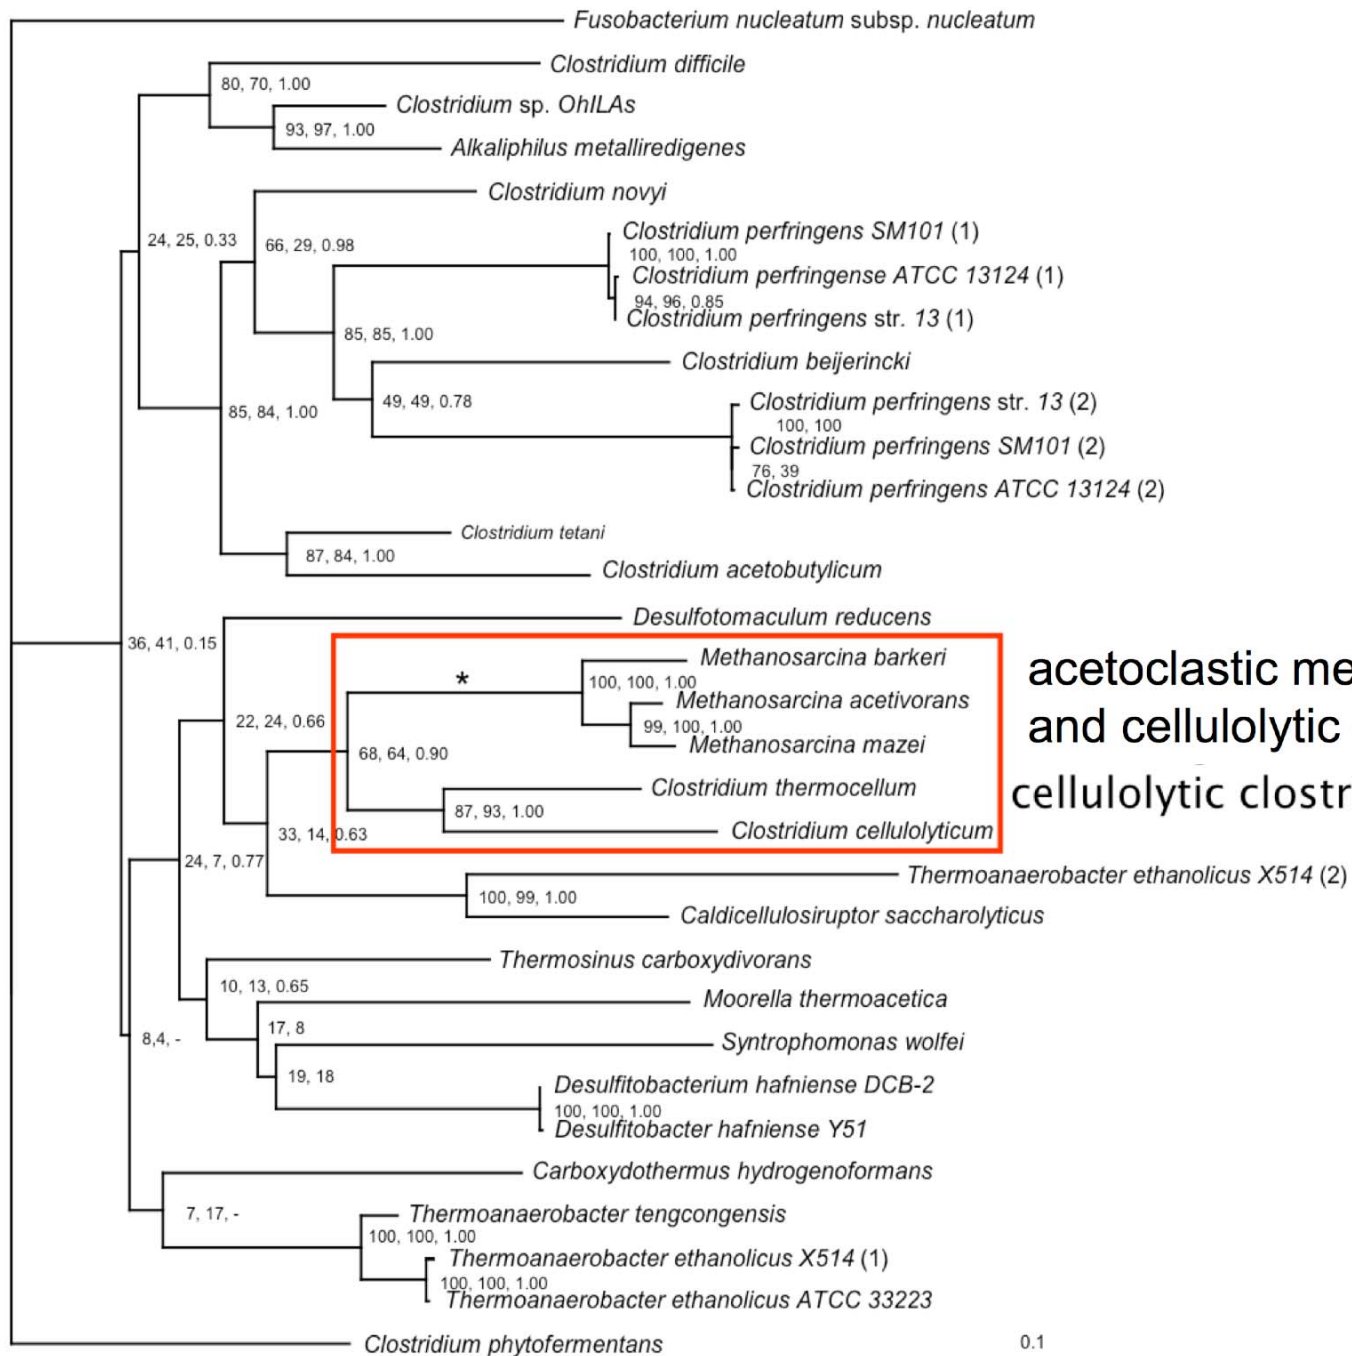 Fusobacterium nucleatum subsp. nucleatum
Clostridium difficile
80, 70, 1.00
Clostridium sp. OhILAs
93, 97, 1.00
Alkaliphilus metalliredigenes
Clostridium novyi
24, 25, 0.33
66, 29, 0.98
Clostridium perfringens SM101 (1)
100, 100, 1.00
Clostridium perfringense ATCC 13124 (1)
94, 96, 0.85
Clostridium perfringens str. 13 (1)
85, 85, 1.00
Clostridium beijerincki
49, 49, 0.78
85, 84, 1.00
Clostridium perfringens str. 13 (2)
100, 100
Clostridium perfringens SM101 (2)
76, 39
Clostridium perfringens ATCC 13124 (2)
Clostridium tetani
87, 84, 1.00
Clostridium acetobutylicum
Desulfotomaculum reducens
36, 41, 0.15
Methanosarcina barkeri
*
100, 100, 1.00
Methanosarcina acetivorans
22, 24, 0.66
99, 100, 1.00
Methanosarcina mazei
68, 64, 0.90
Clostridium thermocellum
87, 93, 1.00
Clostridium cellulolyticum
33, 14, 0.63
acetoclastic me
and cellulolytic
cellulolytic clostr
24, 7, 0.77
Thermoanaerobacter ethanolicus X514 (2)
100, 99, 1.00
Caldicellulosiruptor saccharolyticus
Thermosinus carboxydivorans
10, 13, 0.65
Moorella thermoacetica
17, 8
8,4, -
Syntrophomonas wolfei
19, 18
Desulfitobacterium hafniense DCB-2
100, 100, 1.00
Desulfitobacter hafniense Y51
Carboxydothermus hydrogenoformans
7, 17, -
Thermoanaerobacter tengcongensis
100, 100, 1.00
Thermoanaerobacter ethanolicus X514 (1)
100, 100, 1.00
Thermoanaerobacter ethanolicus ATCC 33223
Clostridium phytofermentans
0.1